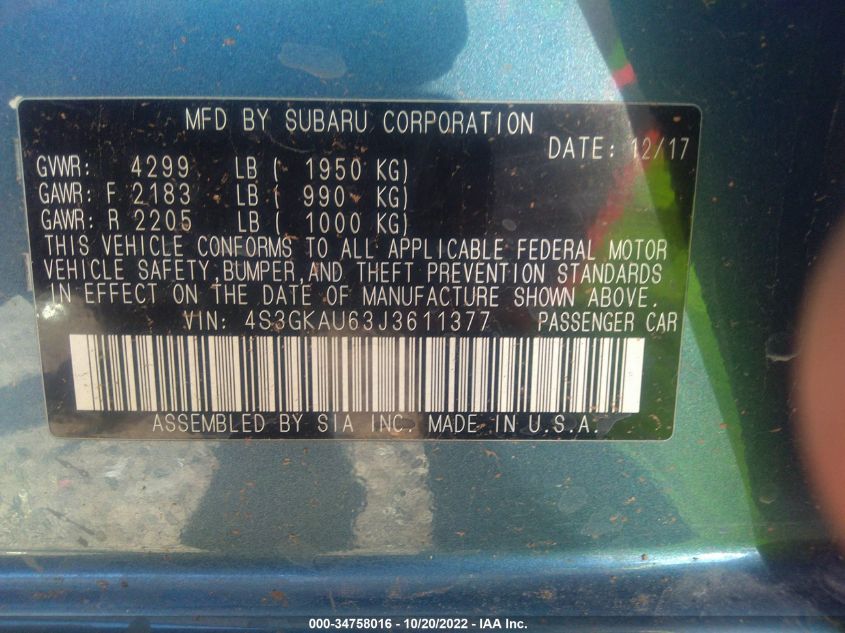 MFD BY SUBARU CORPORATION
DATE: 12/17
GVWR: 4299 LB ( 1950 KG)
GAWR: F 2183 LB ( 990 KG)
GAWR: R 2205 LB ( 1000 KG)
THIS VEHICLE CONFORMS TO ALL APPLICABLE FEDERAL MOTOR
VEHICLE SAFETY,BUMPER,AND THEFT PREVENTION STANDARDS
IN EFFECT ON THE DATE OF MANUFACTURE SHOWN ABOVE.
VIN: 4S3GKAU63J3611377 PASSENGER CAR
ASSEMBLED BY SIA INC. MADE IN U.S.A.
000-34758016 - 10/20/2022 - IAA Inc.